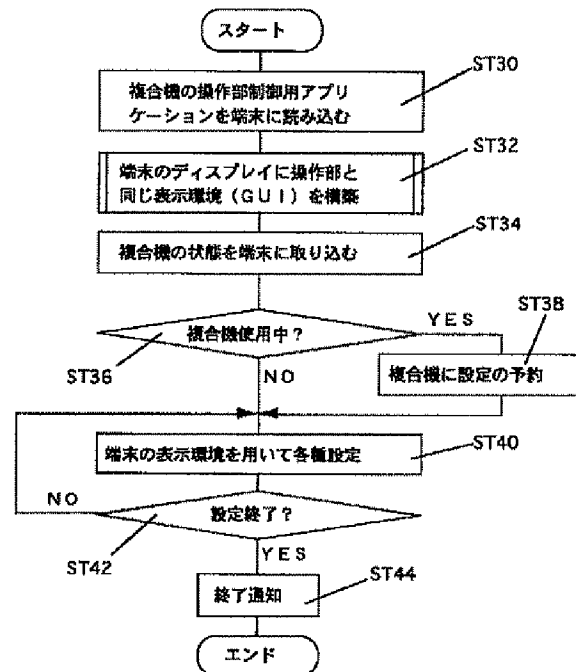 スタート
ST30
複合機の操作部制御用アプリ
ケーションを端末に読み込む
ST32
端末のディスプレイに操作部と
同じ表示環境（ＧＵＩ）を構築
ST34
複合機の状態を端末に取り込む
複合機使用中？
YES
ST38
ST36
NO
複合機に設定の予約
端末の表示環境を用いて各種設定
ST40
NO
設定終了？
ST42
YES
ST44
終了通知
エンド